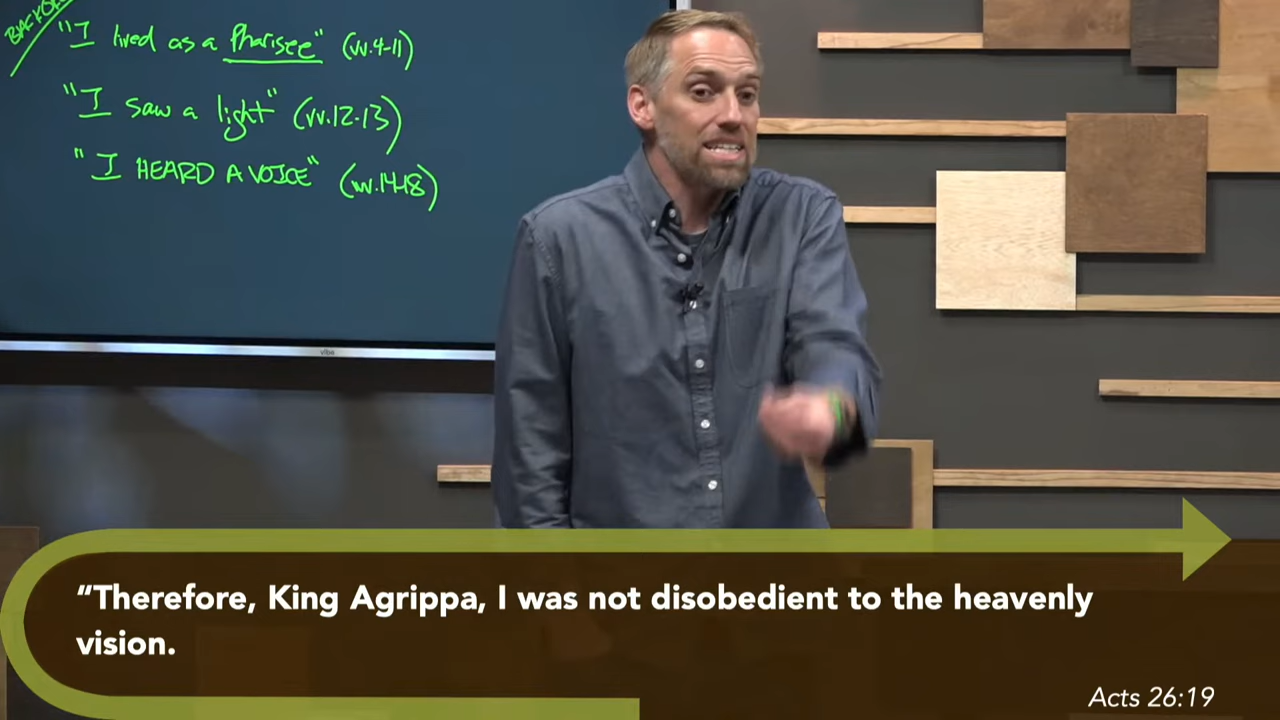 "I lived as a Pharisee" (vv.4-11)
"I saw a light" (vv.12-13)
"I HEARD A VOICE" (vv.14-18)
vibe
“Therefore, King Agrippa, I was not disobedient to the heavenly
vision.
Acts 26:19